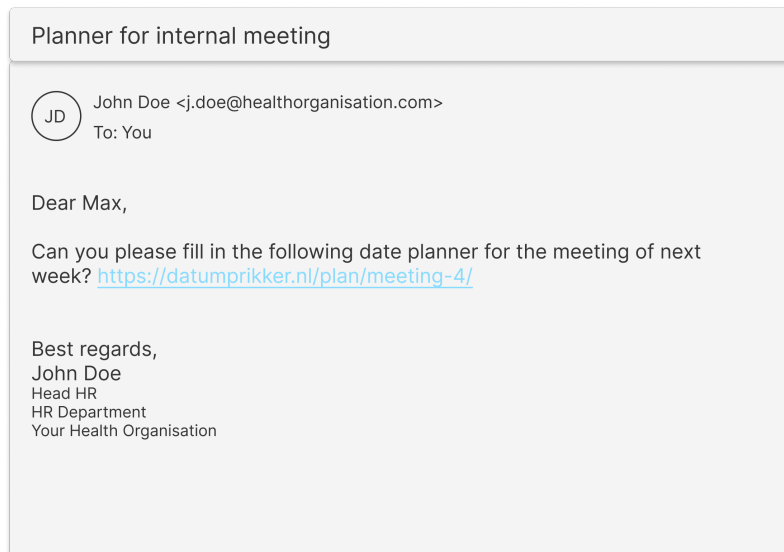 Planner for internal meeting
JD
John Doe <j.doe@healthorganisation.com>
To: You
Dear Max,
Can you please fill in the following date planner for the meeting of next
week? https://datumprikker.nl/plan/meeting-4/
Best regards,
John Doe
Head HR
HR Department
Your Health Organisation